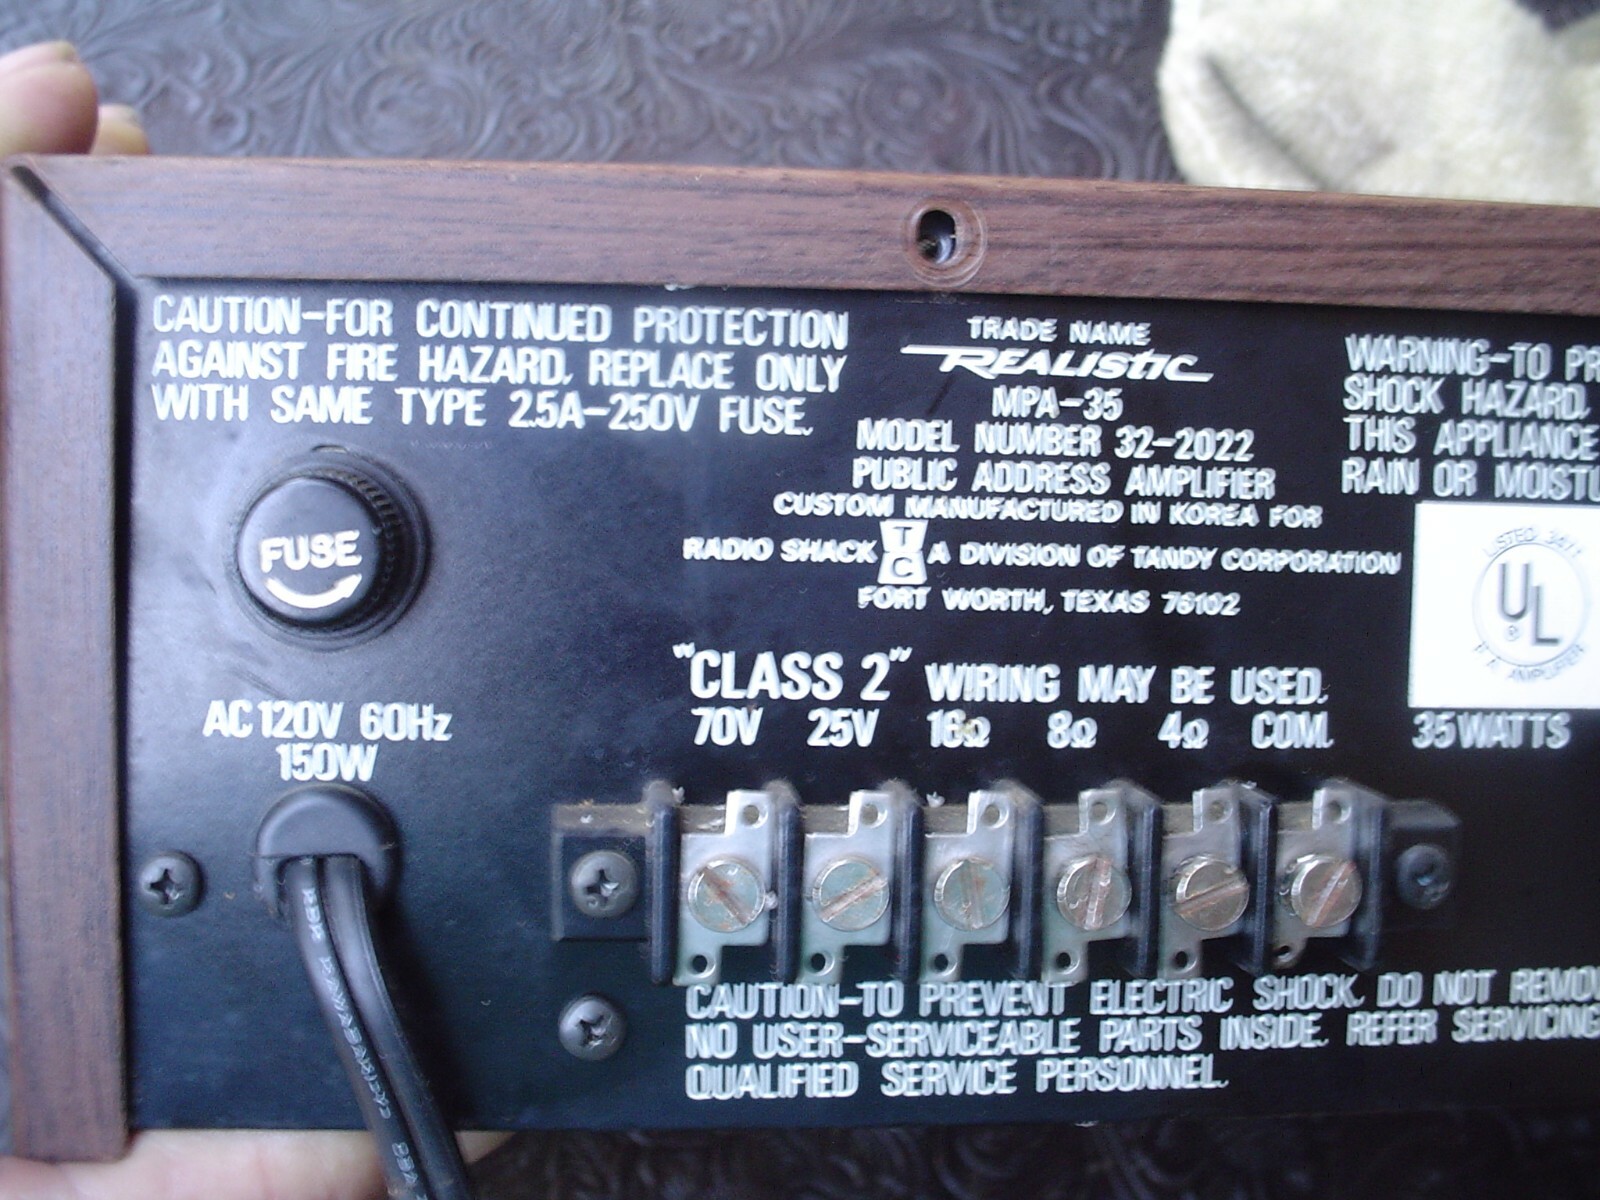 CAUTION-FOR CONTINUED PROTECTION
AGAINST FIRE HAZARD, REPLACE ONLY
WITH SAME TYPE 2.5A-250V FUSE.
FUSE
AC 120V 60Hz
150W
TRADE NAME
REALISTIC
MPA-35
MODEL NUMBER 32-2022
PUBLIC ADDRESS AMPLIFIER
CUSTOM MANUFACTURED IN KOREA FOR
RADIO SHACK TC A DIVISION OF TANDY CORPORATION
FORT WORTH, TEXAS 76102
"CLASS 2" WIRING MAY BE USED.
70V 25V 16Ω 8Ω 4Ω COM. 35 WATTS
WARNING-TO PR
SHOCK HAZARD,
THIS APPLIANCE
RAIN OR MOISTU
LISTED
UL
®
P. A. AMPLIFIER
CAUTION-TO PREVENT ELECTRIC SHOCK, DO NOT REMO
NO USER-SERVICEABLE PARTS INSIDE. REFER SERVICING
QUALIFIED SERVICE PERSONNEL.